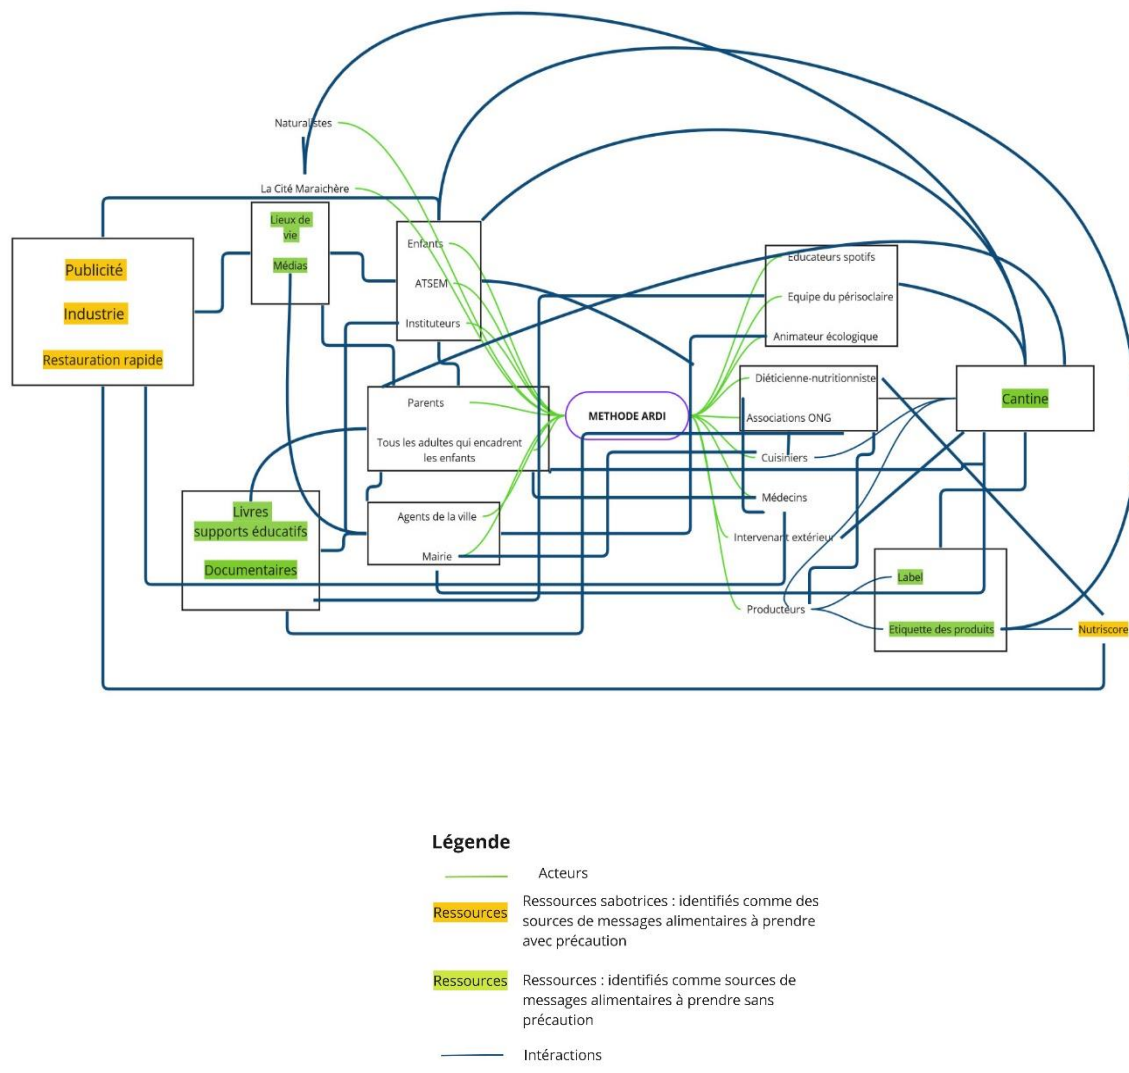 Naturalistes
La Cité Maraichère
Lieux de
vie
Médias
Publicité
Industrie
Restauration rapide
Enfants
ATSEM
Instituteurs
Parents
Tous les adultes qui encadrent
les enfants
Agents de la ville
Mairie
Livres
supports éducatifs
Documentaires
METHODE ARDI
Educateurs spotifs
Equipe du périsoclaire
Animateur écologique
Diéticienne-nutritionniste
Associations ONG
Cuisiniers
Médecins
Intervenant extérieur
Producteurs
Cantine
Label
Etiquette des produits
Nutriscore
Légende
Acteurs
Ressources
Ressources sabotrices : identifiés comme des
sources de messages alimentaires à prendre
avec précaution
Ressources
Ressources : identifiés comme sources de
messages alimentaires à prendre sans
précaution
Intéractions